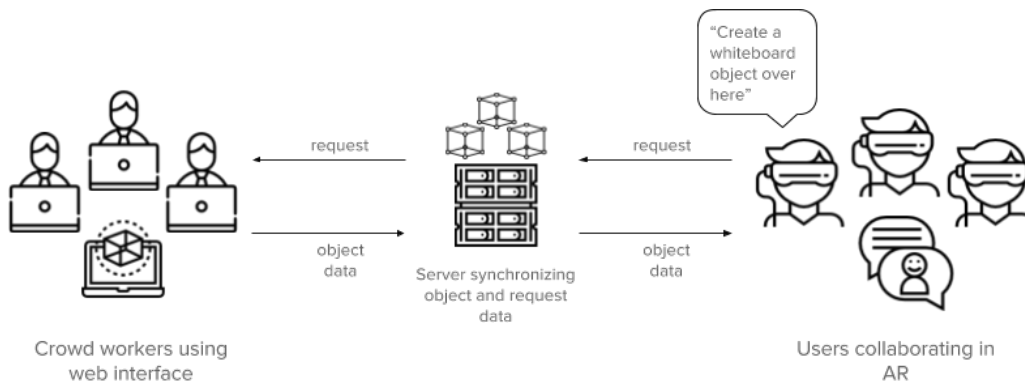 “Create a
whiteboard
object over
here”
request
request
object
data
object
data
Server synchronizing
object and request
data
Crowd workers using
web interface
Users collaborating in
AR